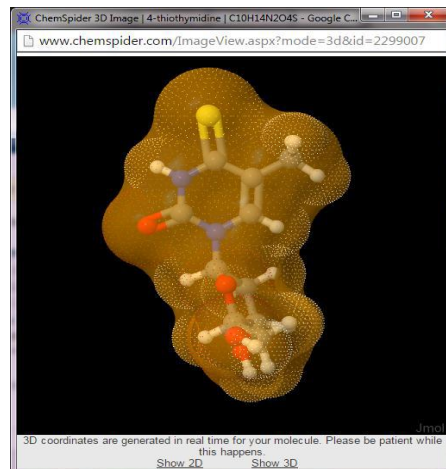 ChemSpider 3D Image | 4-thiothymidine | C10H14N2O4S - Google C...
www.chemspider.com/ImageView.aspx?mode=3d&id=2299007
Jmol
3D coordinates are generated in real time for your molecule. Please be patient while
this happens.
Show 2D Show 3D